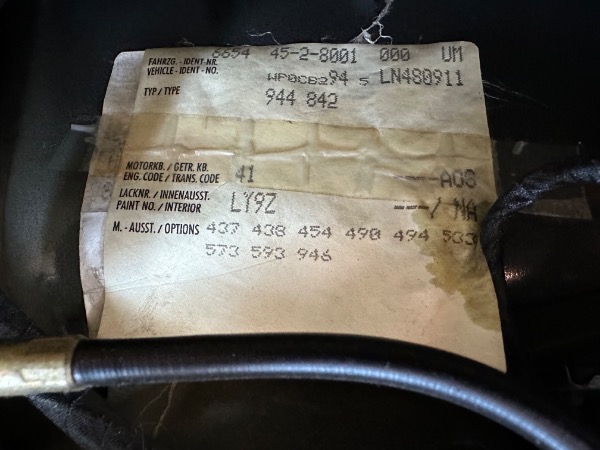 6654 45-2-8001 000 UM
FAHRZG.-IDENT-NR.
VEHICLE-IDENT-NO. WP0CB294 5 LN480911
TYP/TYPE 944 842
MOTORKB./GETR.KB.
ENG. CODE/TRANS. CODE 41 A08
LACKNR./INNENAUSST.
PAINT NO./INTERIOR LY9Z / NA
M.-AUSST./OPTIONS 437 438 454 490 494 533
573 593 946